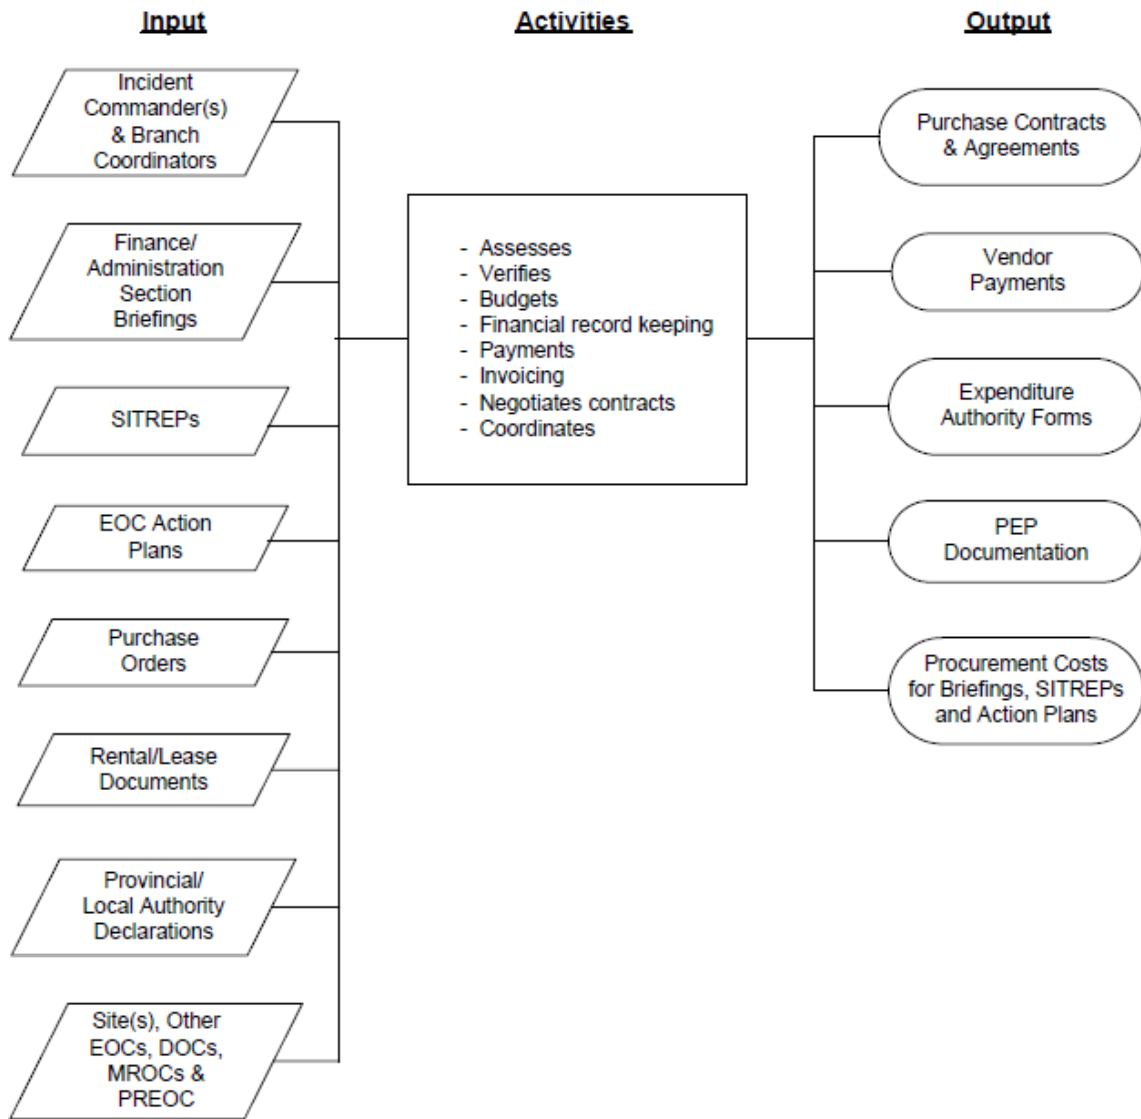 Input
Activities
Output
Incident
Commander(s)
& Branch
Coordinators
Finance/
Administration
Section
Briefings
SITREPs
EOC Action
Plans
Purchase
Orders
Rental/Lease
Documents
Provincial/
Local Authority
Declarations
Site(s), Other
EOCs, DOCs,
MROCs &
PREOC
- Assesses
- Verifies
- Budgets
- Financial record keeping
- Payments
- Invoicing
- Negotiates contracts
- Coordinates
Purchase Contracts
& Agreements
Vendor
Payments
Expenditure
Authority Forms
PEP
Documentation
Procurement Costs
for Briefings, SITREPs
and Action Plans